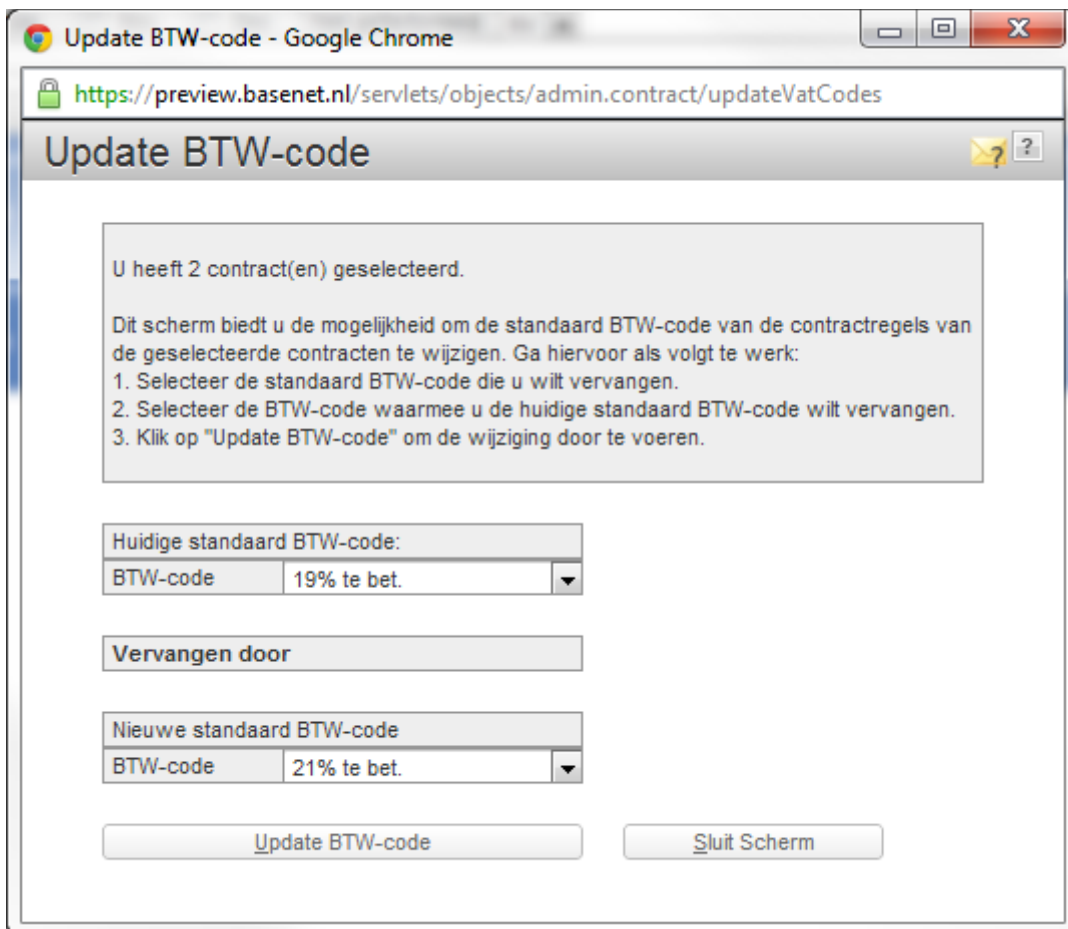 Update BTW-code - Google Chrome
https://preview.basenet.nl/servlets/objects/admin.contract/updateVatCodes
Update BTW-code
?
?
U heeft 2 contract(en) geselecteerd.
Dit scherm biedt u de mogelijkheid om de standaard BTW-code van de contractregels van
de geselecteerde contracten te wijzigen. Ga hiervoor als volgt te werk:
1. Selecteer de standaard BTW-code die u wilt vervangen.
2. Selecteer de BTW-code waarmee u de huidige standaard BTW-code wilt vervangen.
3. Klik op "Update BTW-code" om de wijziging door te voeren.
Huidige standaard BTW-code:
BTW-code 19% te bet.
Vervangen door
Nieuwe standaard BTW-code
BTW-code 21% te bet.
Update BTW-code Sluit Scherm